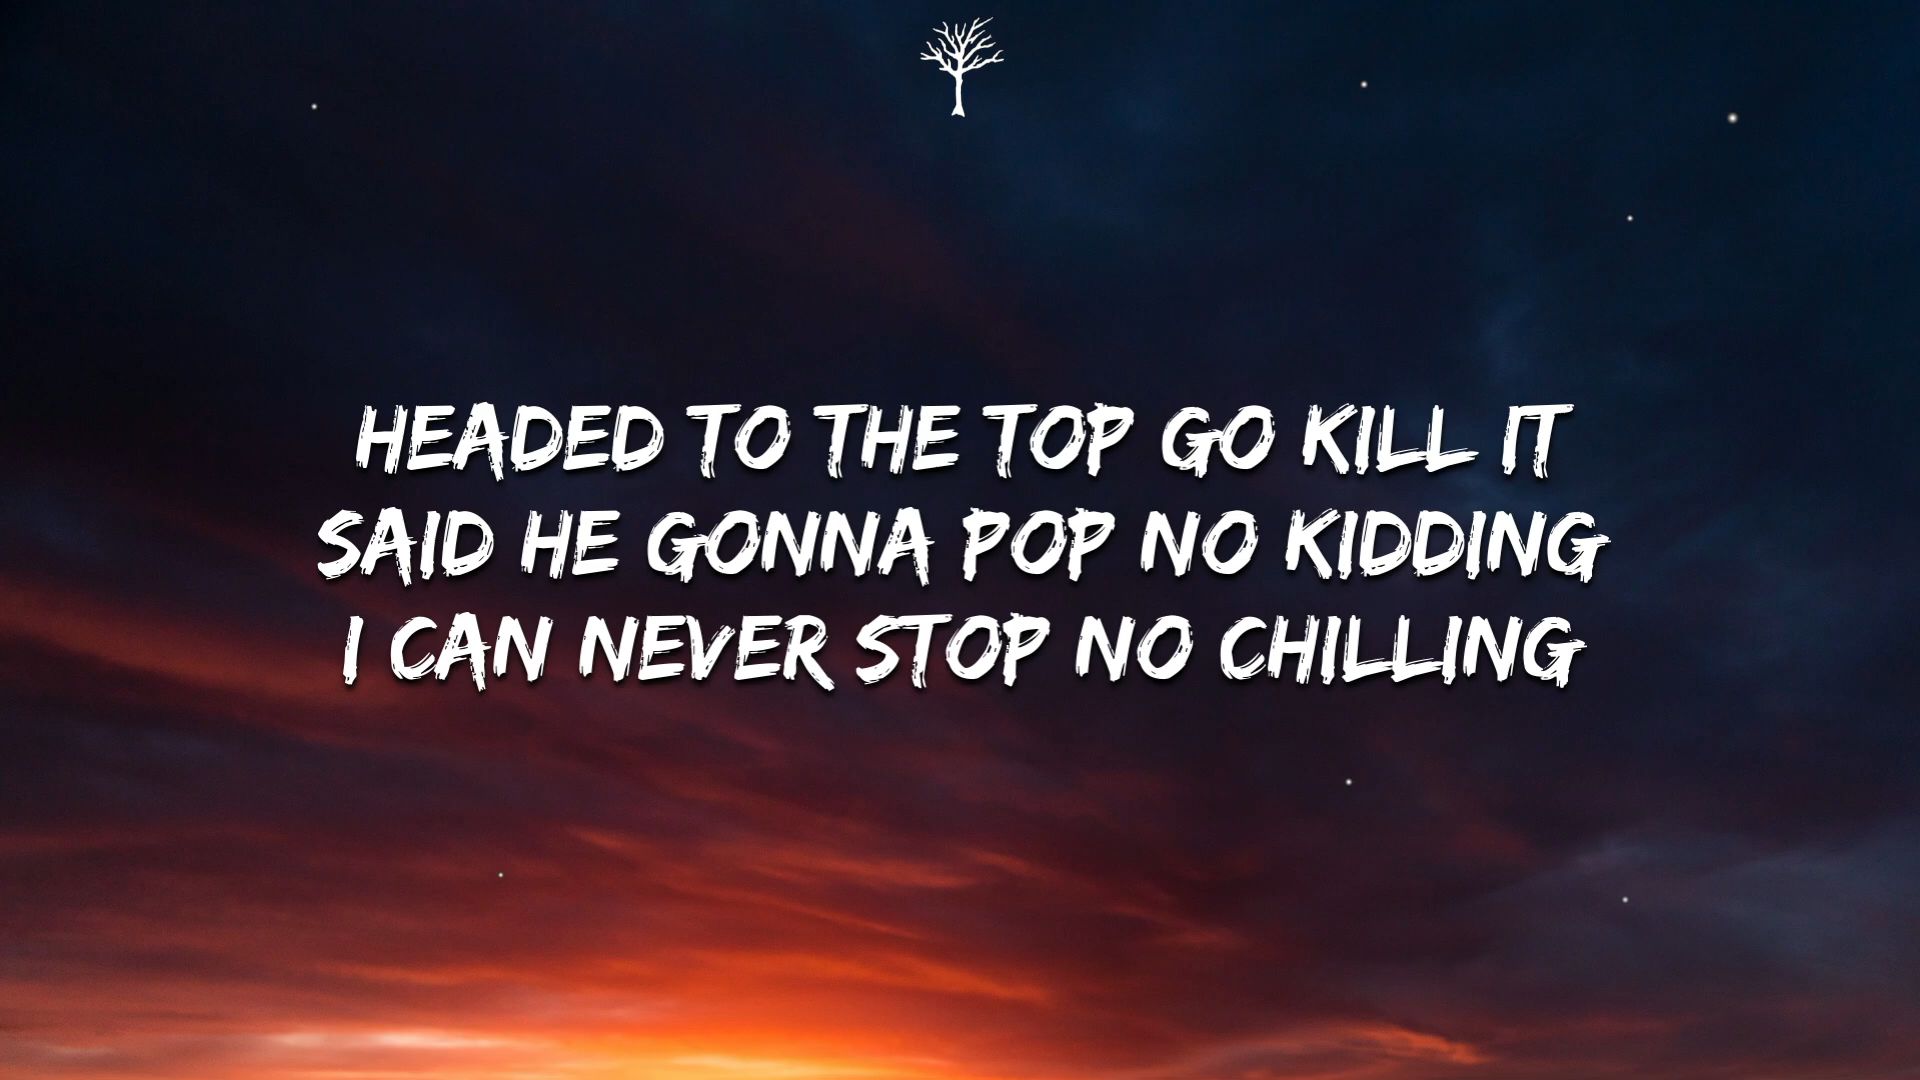 HEADED TO THE TOP GO KILL IT
SAID HE GONNA POP NO KIDDING
I CAN NEVER STOP NO CHILLING